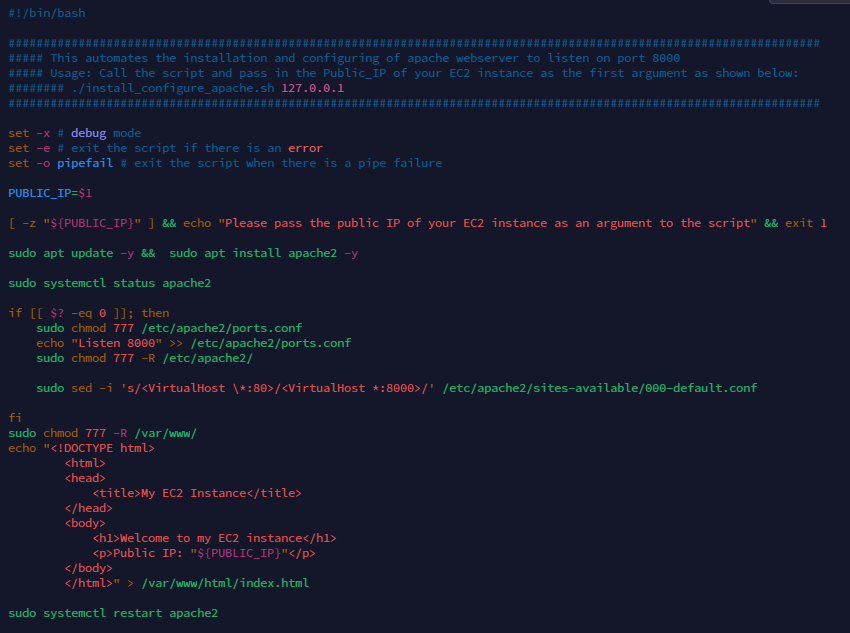 #!/bin/bash
####################################################################################################################
##### This automates the installation and configuring of apache webserver to listen on port 8000
##### Usage: Call the script and pass in the Public_IP of your EC2 instance as the first argument as shown below:
######## ./install_configure_apache.sh 127.0.0.1
####################################################################################################################
set -x # debug mode
set -e # exit the script if there is an error
set -o pipefail # exit the script when there is a pipe failure
PUBLIC_IP=$1
[ -z "${PUBLIC_IP}" ] && echo "Please pass the public IP of your EC2 instance as an argument to the script" && exit 1
sudo apt update -y &&  sudo apt install apache2 -y
sudo systemctl status apache2
if [[ $? -eq 0 ]]; then
    sudo chmod 777 /etc/apache2/ports.conf
    echo "Listen 8000" >> /etc/apache2/ports.conf
    sudo chmod 777 -R /etc/apache2/
    sudo sed -i 's/<VirtualHost \*:80>/<VirtualHost *:8000>/' /etc/apache2/sites-available/000-default.conf
fi
sudo chmod 777 -R /var/www/
echo "<!DOCTYPE html>
        <html>
        <head>
            <title>My EC2 Instance</title>
        </head>
        <body>
            <h1>Welcome to my EC2 instance</h1>
            <p>Public IP: "${PUBLIC_IP}"</p>
        </body>
        </html>" > /var/www/html/index.html
sudo systemctl restart apache2